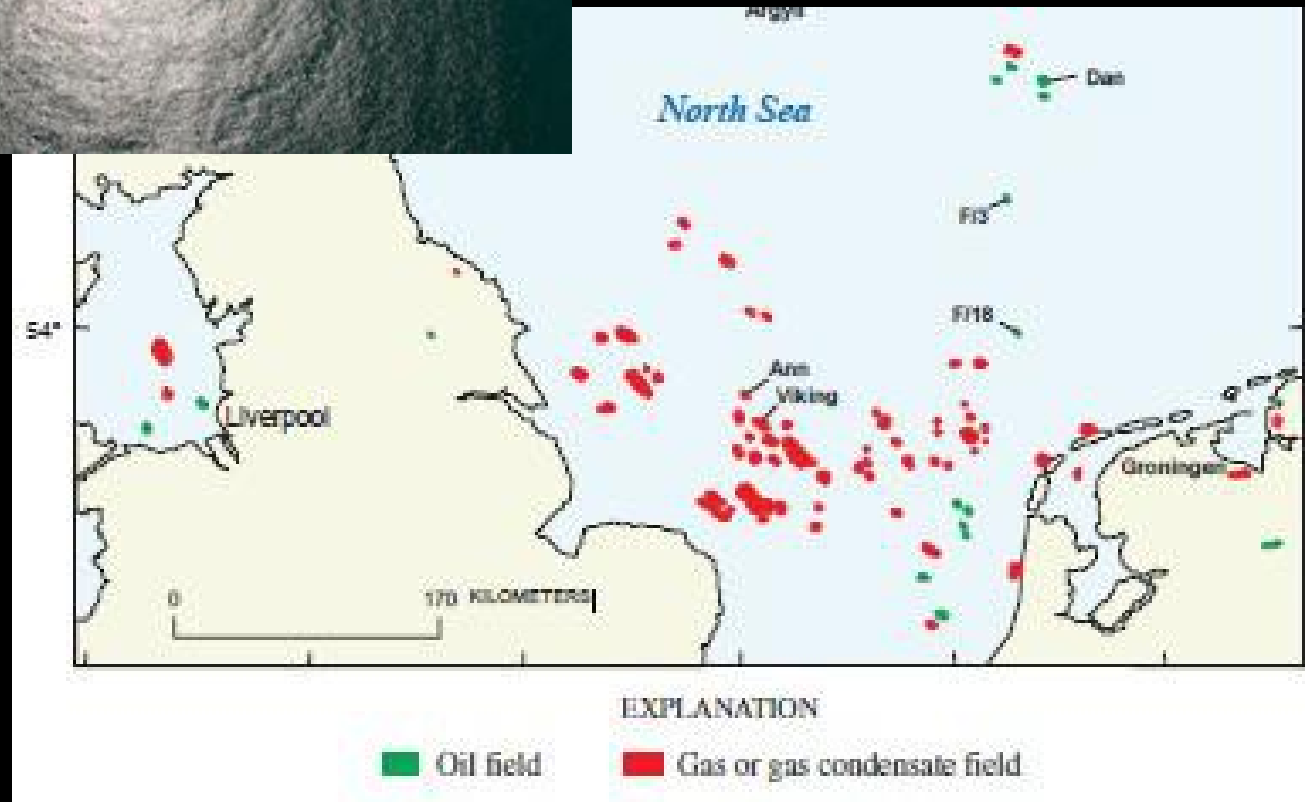 Argyll
Dan
North Sea
F/3
54°
F/18
Ann
Viking
Liverpool
Groningen
0 170 KILOMETERS
EXPLANATION
Oil field
Gas or gas condensate field